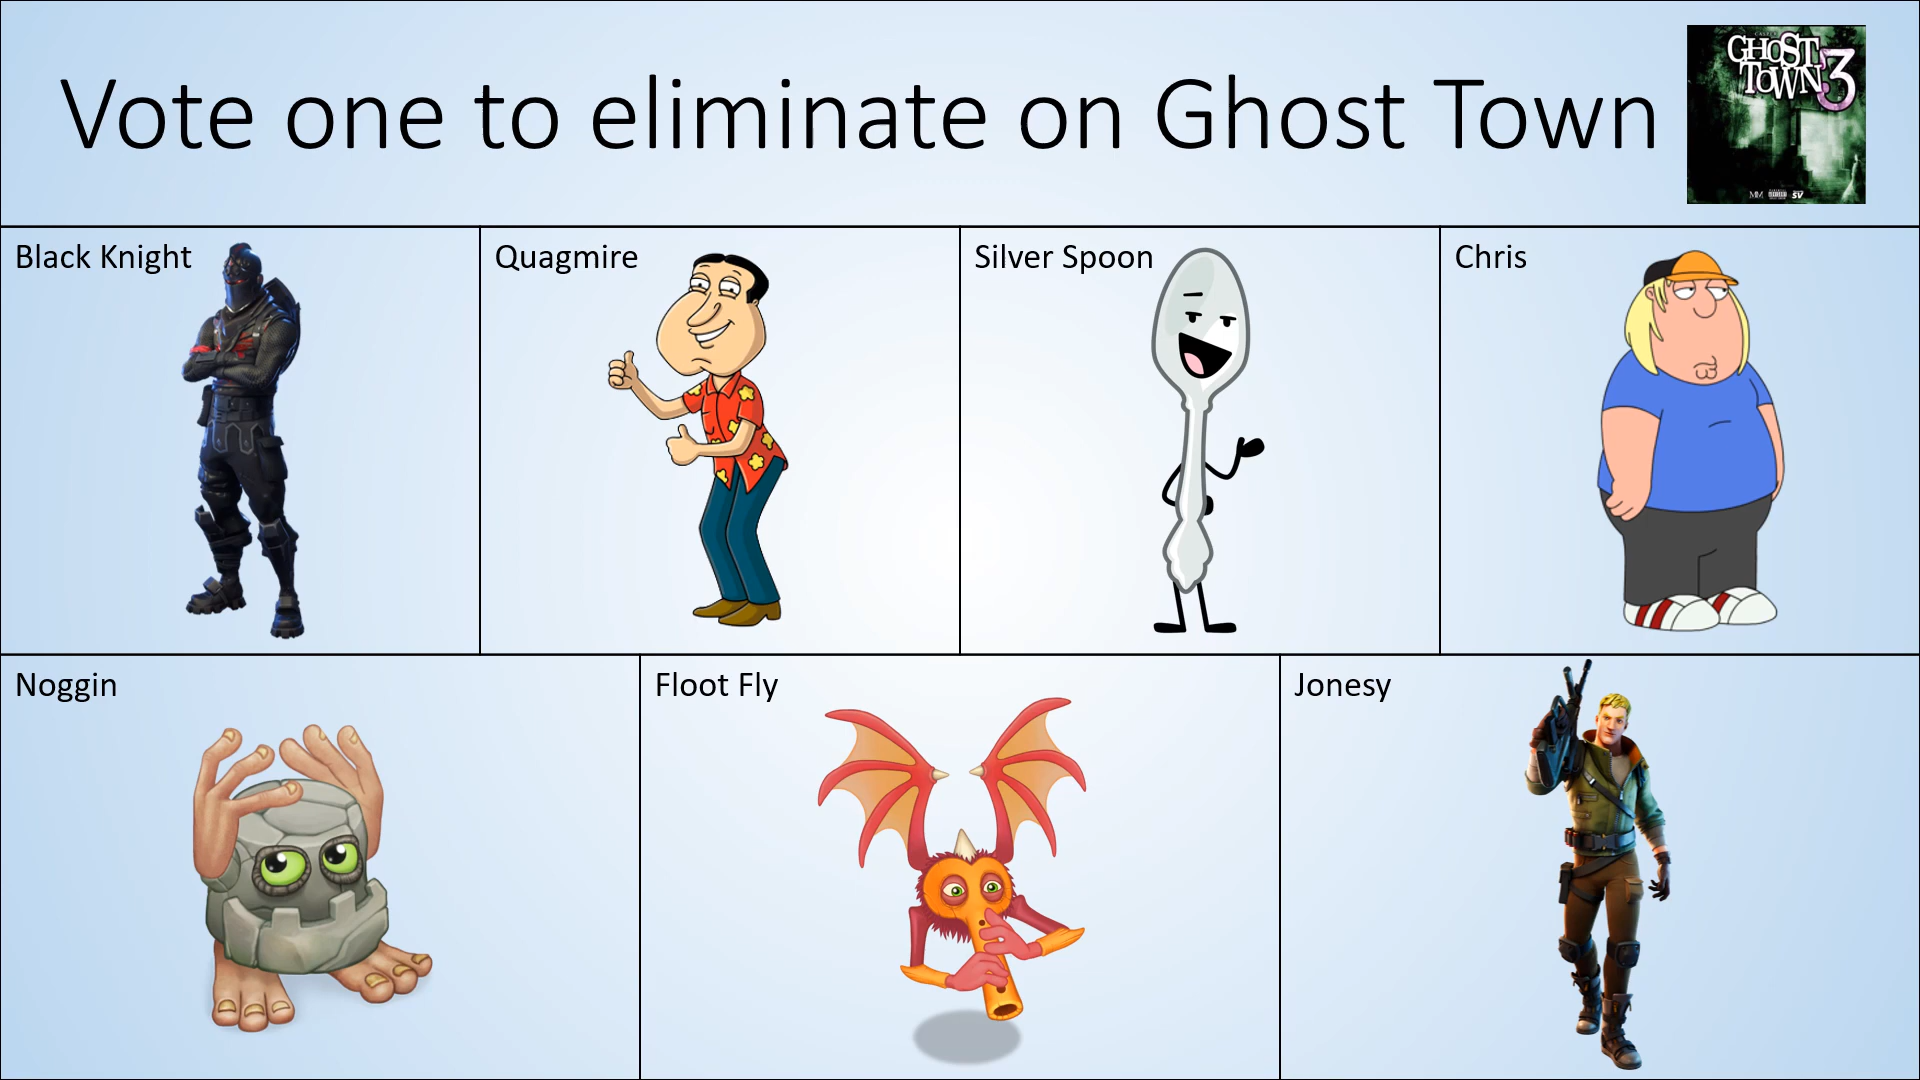 Vote one to eliminate on Ghost Town
GHOST
TOWN 3
Black Knight
Quagmire
Silver Spoon
Chris
Noggin
Floot Fly
Jonesy